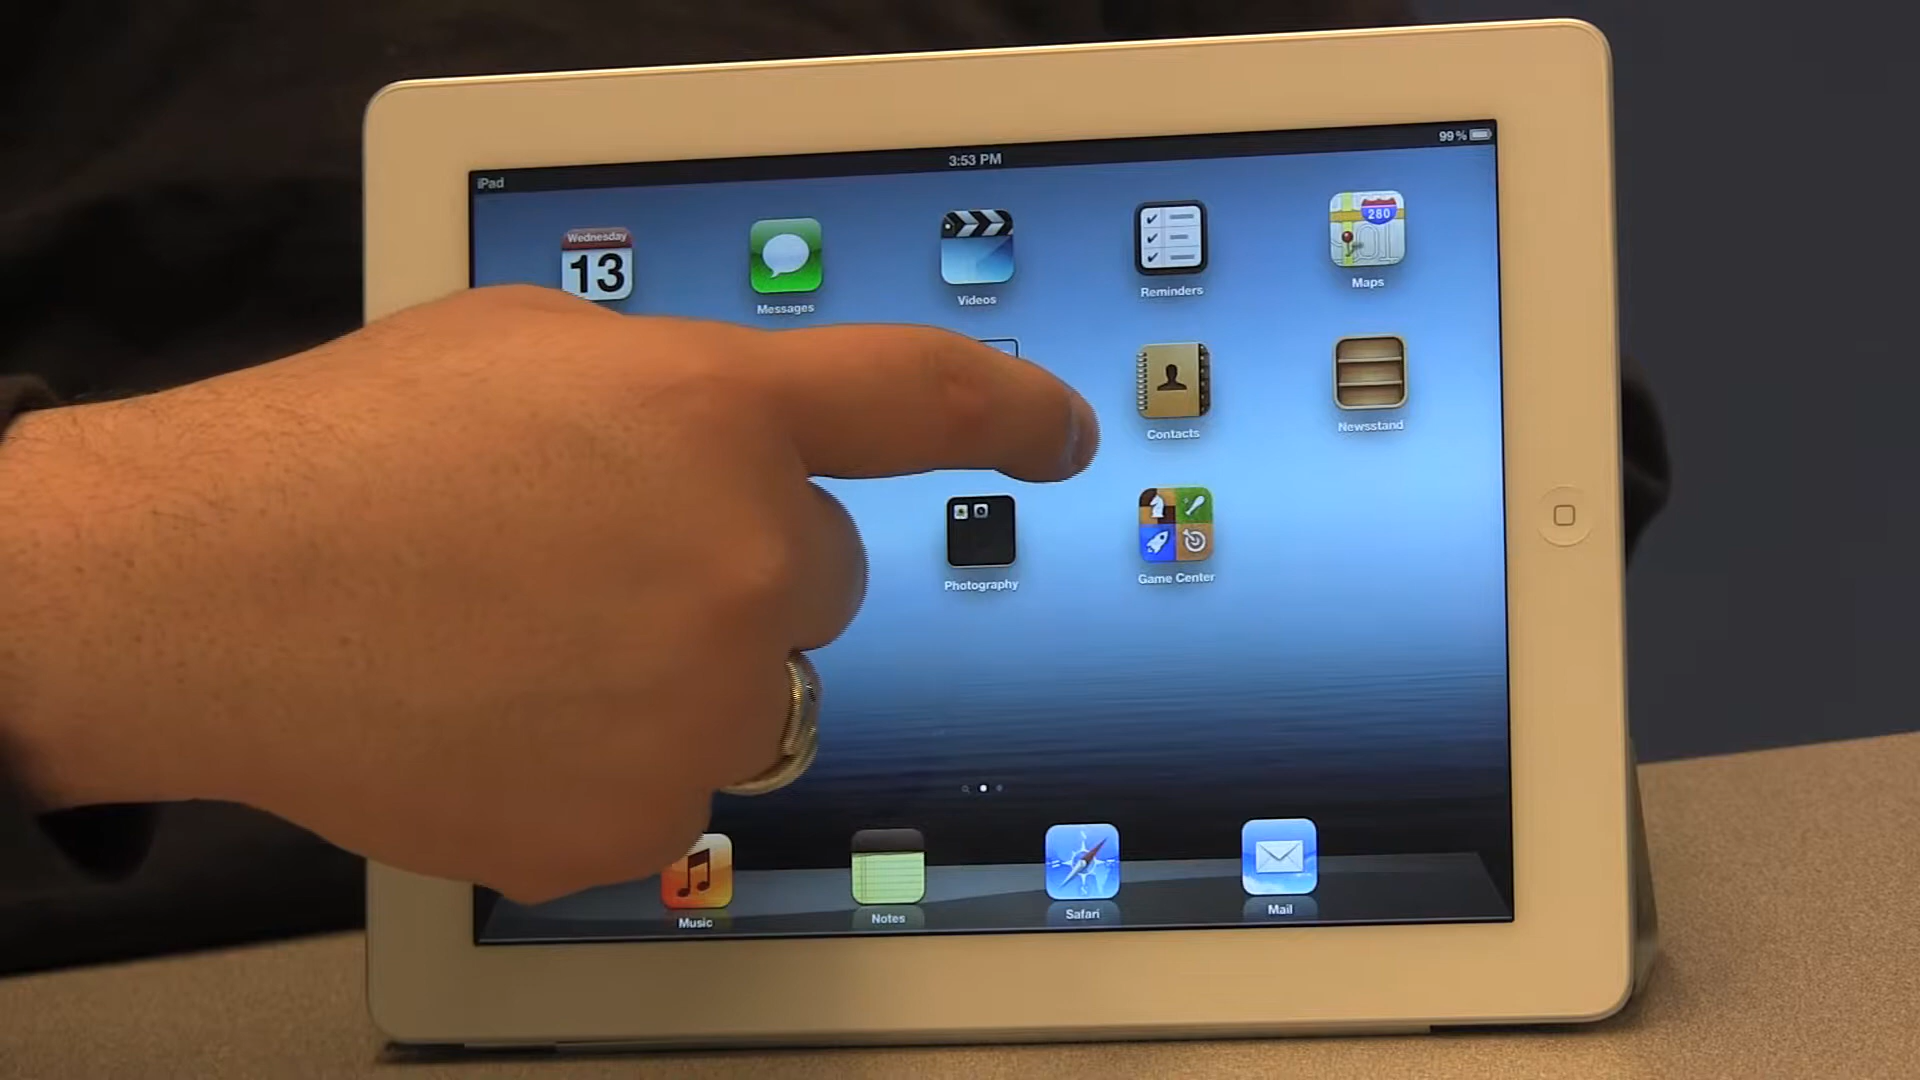 iPad
3:53 PM
99%
Wednesday
13
280
Messages
Videos
Reminders
Maps
Contacts
Newsstand
Photography
Game Center
Music
Notes
Safari
Mail